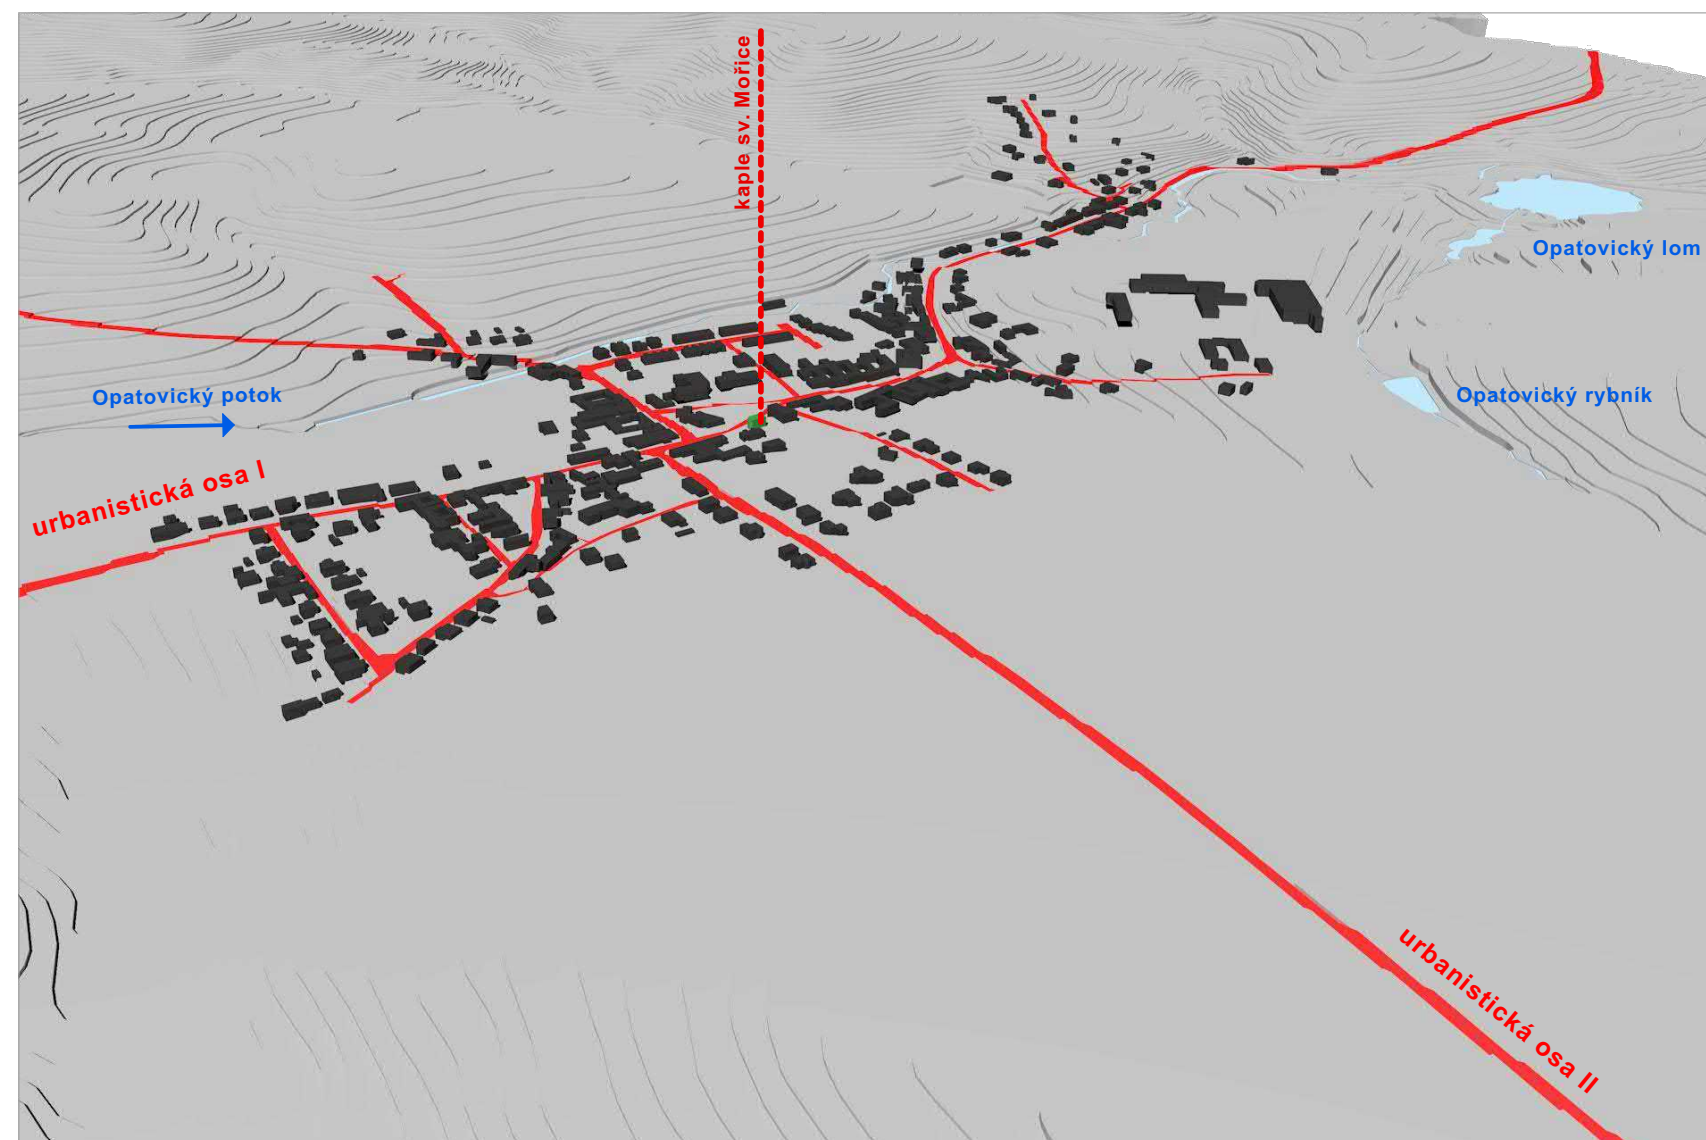 kaple sv. Mořice
Opatovický lom
Opatovický potok
Opatovický rybník
urbanistická osa I
urbanistická osa II